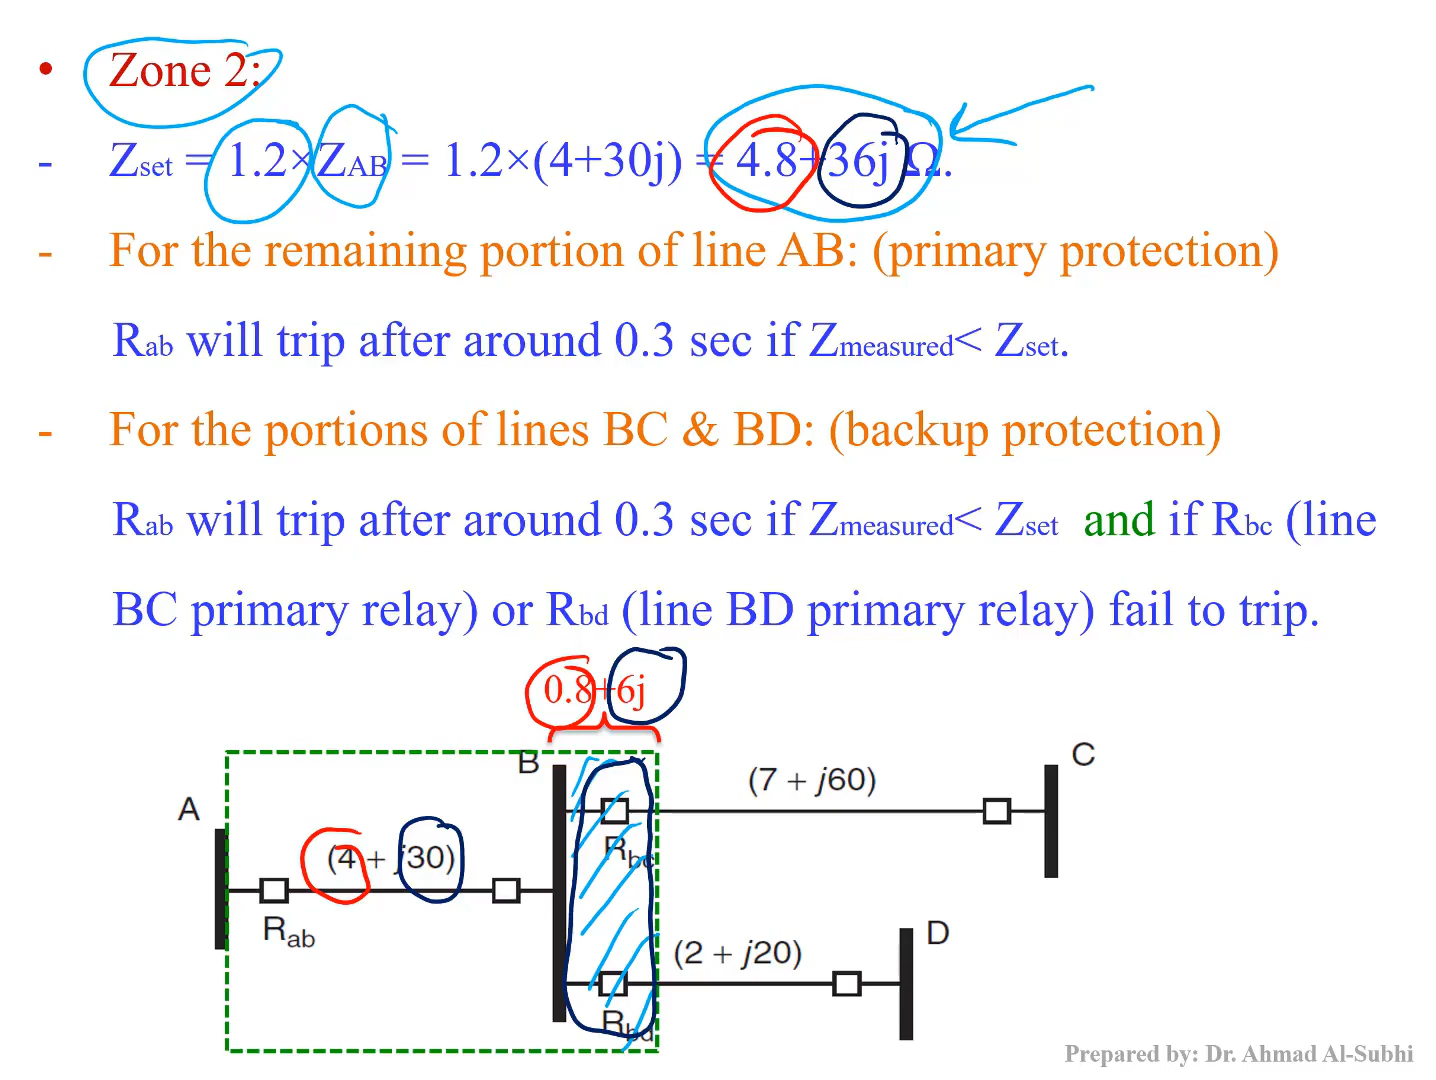 • Zone 2:
- Zset = 1.2×ZAB = 1.2×(4+30j) = 4.8+36j Ω.
- For the remaining portion of line AB: (primary protection)
Rab will trip after around 0.3 sec if Zmeasured< Zset.
- For the portions of lines BC & BD: (backup protection)
Rab will trip after around 0.3 sec if Zmeasured< Zset and if Rbc (line
BC primary relay) or Rbd (line BD primary relay) fail to trip.
0.8+6j
B
C
(7 + j60)
A
Rbc
(4 + j30)
Rab
D
(2 + j20)
Rbd
Prepared by: Dr. Ahmad Al-Subhi